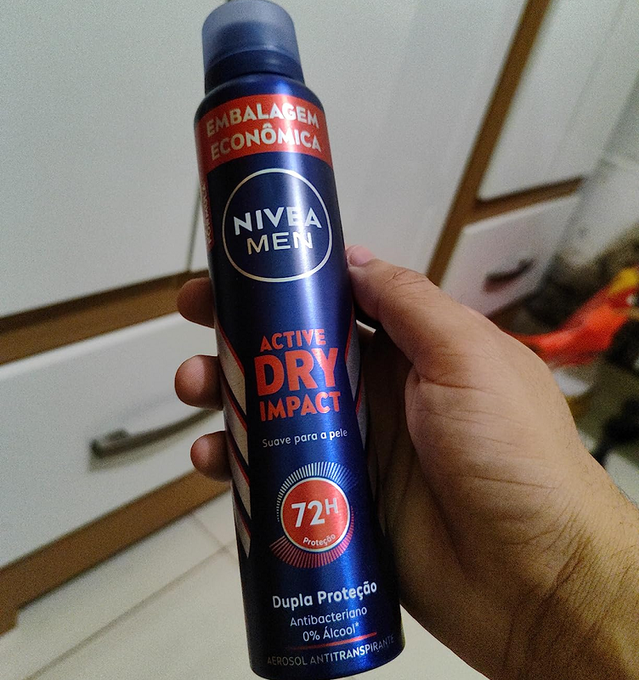 EMBALAGEM
ECONÔMICA
NIVEA
MEN
ACTIVE
DRY
IMPACT
Suave para a pele
72H
Proteção
Dupla Proteção
Antibacteriano
0% Álcool*
AEROSOL ANTITRANSPIRANTE